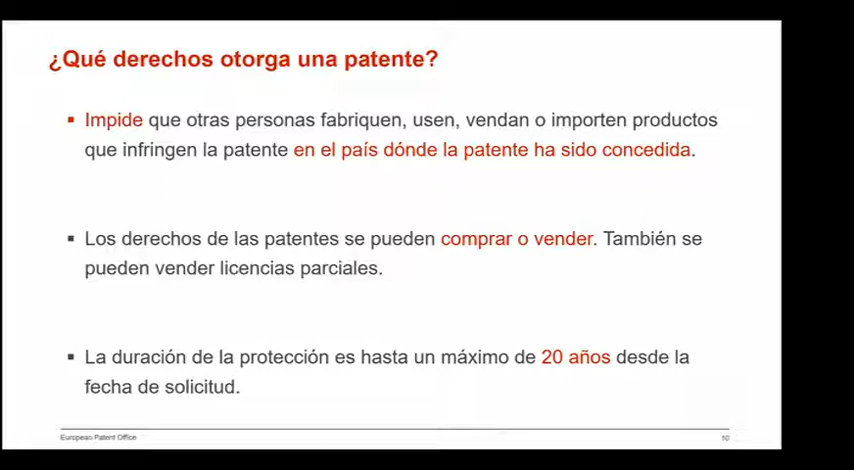 ¿Qué derechos otorga una patente?
▪ Impide que otras personas fabriquen, usen, vendan o importen productos
que infringen la patente en el país dónde la patente ha sido concedida.
▪ Los derechos de las patentes se pueden comprar o vender. También se
pueden vender licencias parciales.
▪ La duración de la protección es hasta un máximo de 20 años desde la
fecha de solicitud.
European Patent Office
10